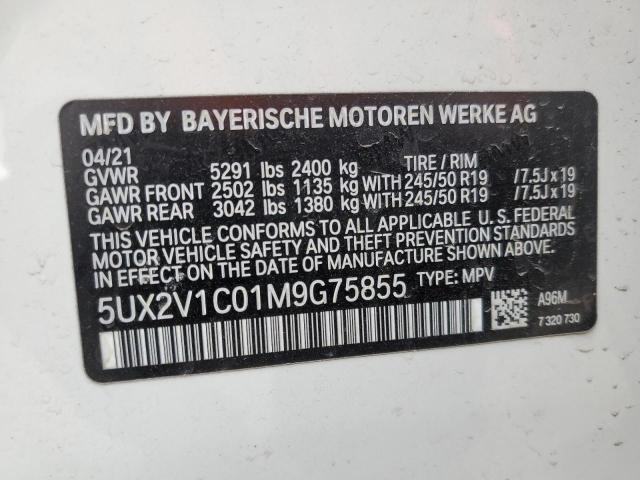 MFD BY BAYERISCHE MOTOREN WERKE AG
04/21
GVWR 5291 lbs 2400 kg TIRE / RIM
GAWR FRONT 2502 lbs 1135 kg WITH 245/50 R19 /7.5J x 19
GAWR REAR 3042 lbs 1380 kg WITH 245/50 R19 /7.5J x 19
THIS VEHICLE CONFORMS TO ALL APPLICABLE U. S. FEDERAL
MOTOR VEHICLE SAFETY AND THEFT PREVENTION STANDARDS
IN EFFECT ON THE DATE OF MANUFACTURE SHOWN ABOVE.
5UX2V1C01M9G75855 TYPE: MPV
A96M
7 320 730